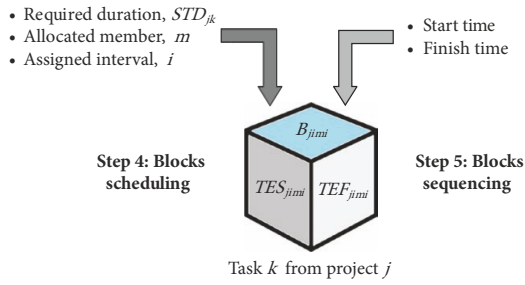 • Required duration, STD_jk
• Allocated member, m
• Assigned interval, i
• Start time
• Finish time
B_jimi
Step 4: Blocks
scheduling
TES_jimi
TEF_jimi
Step 5: Blocks
sequencing
Task k from project j